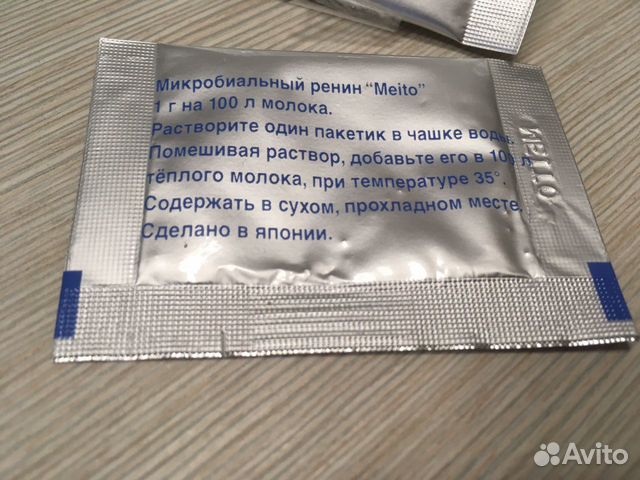 Микробиальный ренин "Meito"
1 г на 100 л молока.
Растворите один пакетик в чашке воды.
Помешивая раствор, добавьте его в 100 л
тёплого молока, при температуре 35°.
Содержать в сухом, прохладном месте.
Сделано в японии.
MEITO
Avito